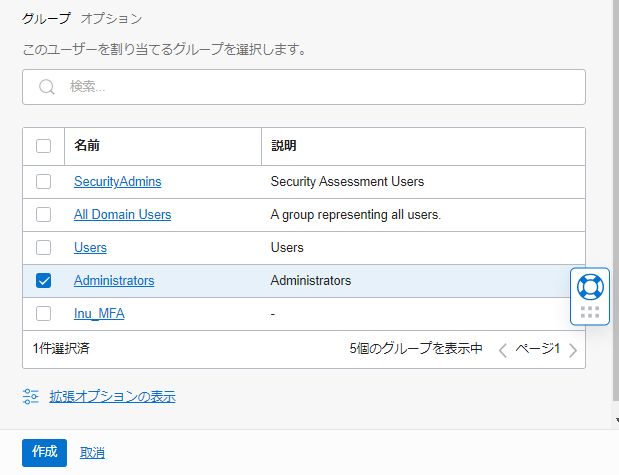 グループ オプション
このユーザーを割り当てるグループを選択します。
検索...
名前 説明
SecurityAdmins Security Assessment Users
All Domain Users A group representing all users.
Users Users
Administrators Administrators
Inu_MFA -
1件選択済 5個のグループを表示中 ページ1
拡張オプションの表示
作成 取消